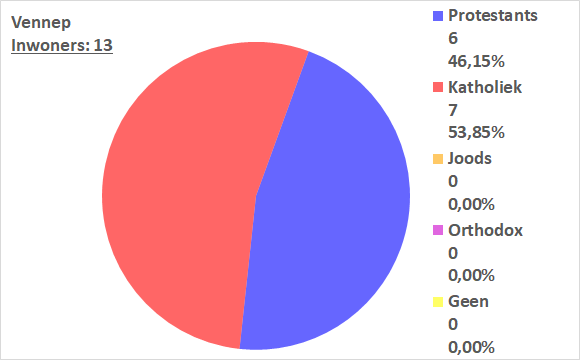 Vennep
Inwoners: 13
Protestants
6
46,15%
Katholiek
7
53,85%
Joods
0
0,00%
Orthodox
0
0,00%
Geen
0
0,00%